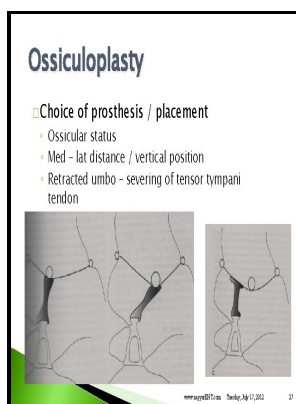 Ossiculoplasty
Choice of prosthesis / placement
Ossicular status
Med - lat distance / vertical position
Retracted umbo - severing of tensor tympani
tendon
Tuesday, July 17, 2012
27